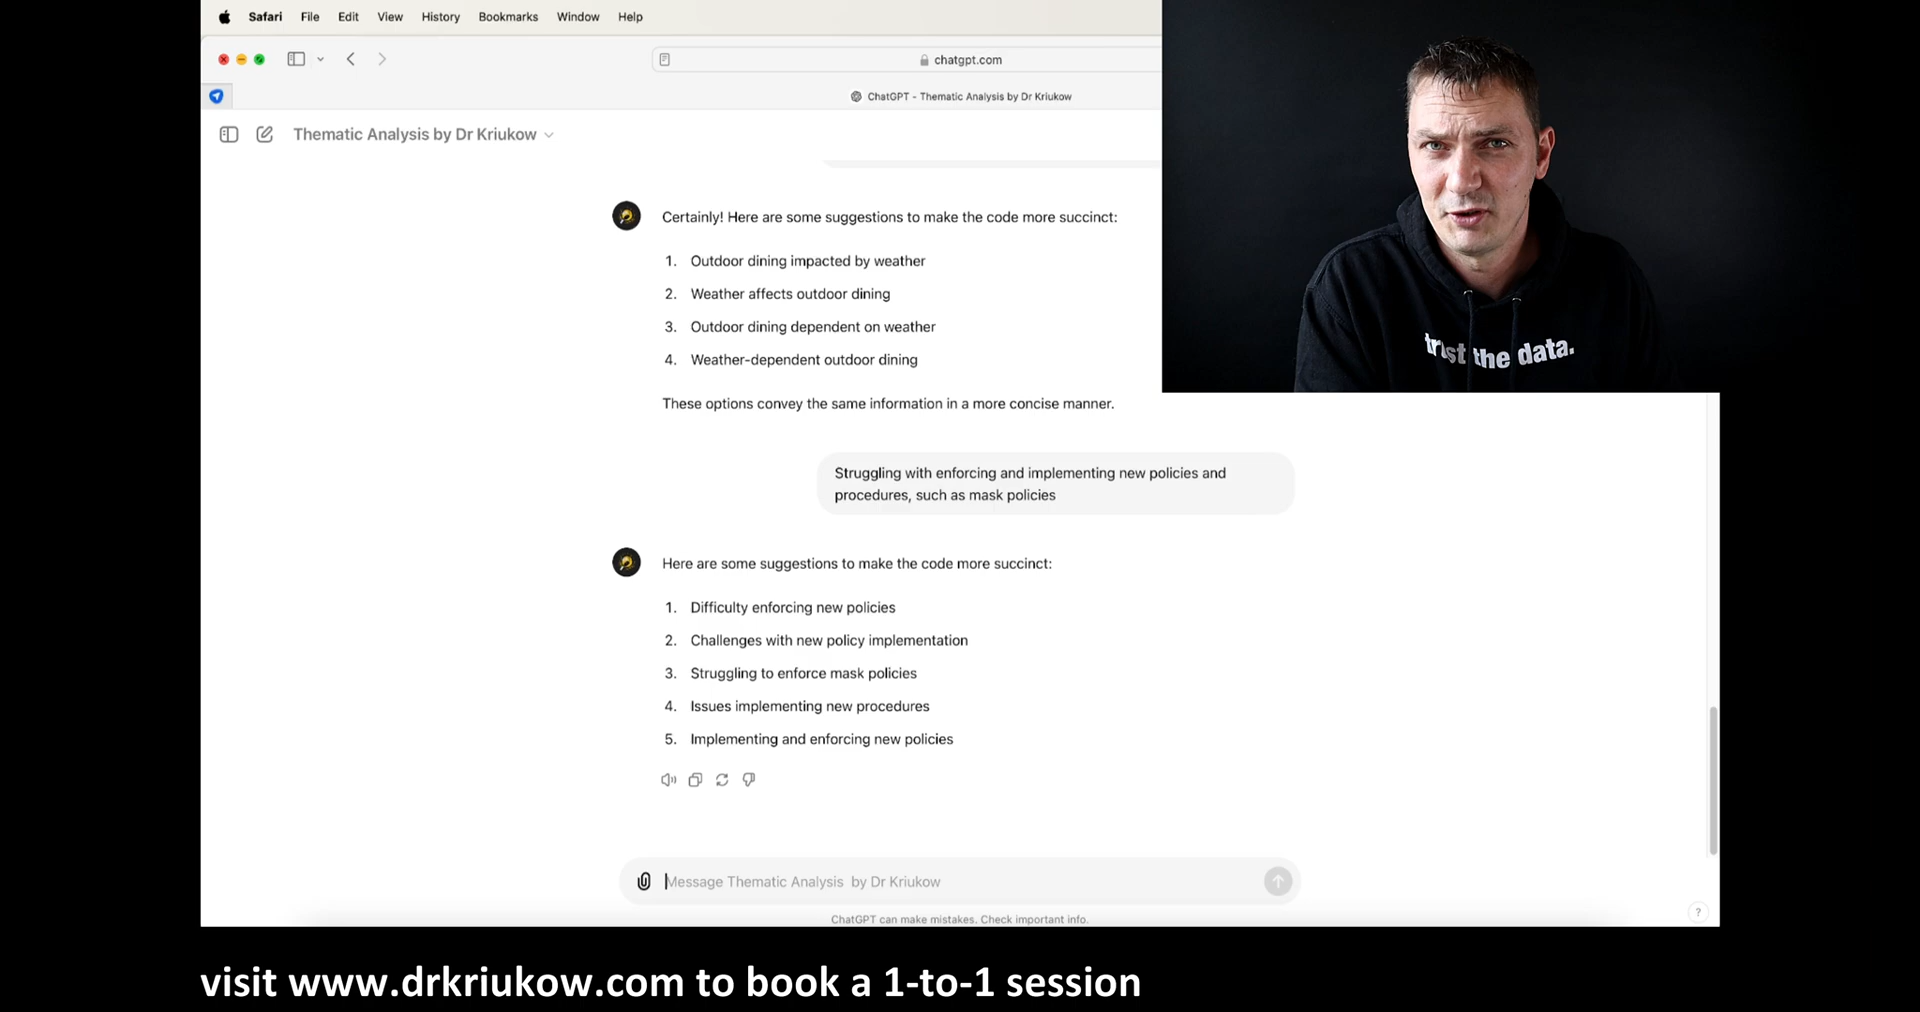 Safari File Edit View History Bookmarks Window Help
chatgpt.com
ChatGPT - Thematic Analysis by Dr Kriukow
Thematic Analysis by Dr Kriukow
Certainly! Here are some suggestions to make the code more succinct:
1. Outdoor dining impacted by weather
2. Weather affects outdoor dining
3. Outdoor dining dependent on weather
4. Weather-dependent outdoor dining
These options convey the same information in a more concise manner.
trust the data.
Struggling with enforcing and implementing new policies and
procedures, such as mask policies
Here are some suggestions to make the code more succinct:
1. Difficulty enforcing new policies
2. Challenges with new policy implementation
3. Struggling to enforce mask policies
4. Issues implementing new procedures
5. Implementing and enforcing new policies
Message Thematic Analysis by Dr Kriukow
ChatGPT can make mistakes. Check important info.
?
visit www.drkriukow.com to book a 1-to-1 session